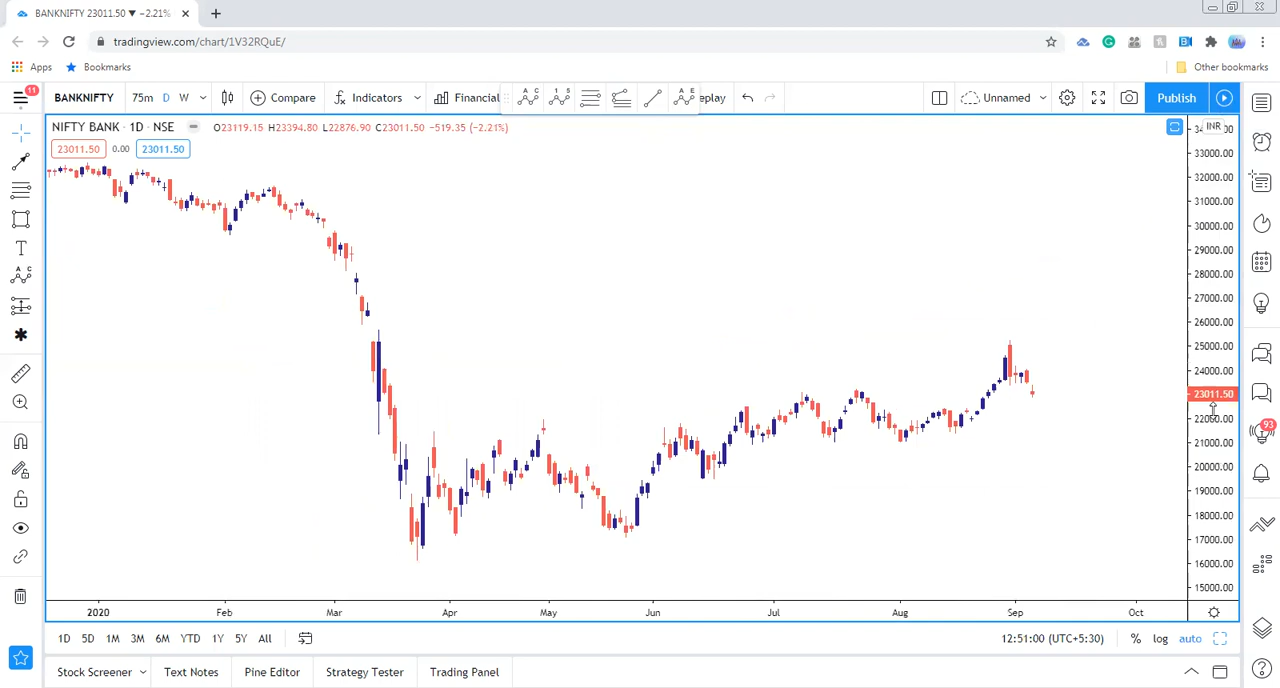 BANKNIFTY 23011.50 ▼ −2.21%
tradingview.com/chart/1V32RQuE/
Apps Bookmarks Other bookmarks
11
BANKNIFTY 75m D W Compare Indicators Financial A C 1 5 A E eplay Unnamed Publish
NIFTY BANK · 1D · NSE O23119.15 H23394.80 L22876.90 C23011.50 −519.35 (−2.21%)
INR
23011.50 0.00 23011.50
33000.00
32000.00
31000.00
30000.00
29000.00
28000.00
27000.00
26000.00
25000.00
24000.00
23011.50
22000.00
21000.00
20000.00
19000.00
18000.00
17000.00
16000.00
15000.00
93
T
A C
2020 Feb Mar Apr May Jun Jul Aug Sep Oct
1D 5D 1M 3M 6M YTD 1Y 5Y All 12:51:00 (UTC+5:30) % log auto
Stock Screener Text Notes Pine Editor Strategy Tester Trading Panel